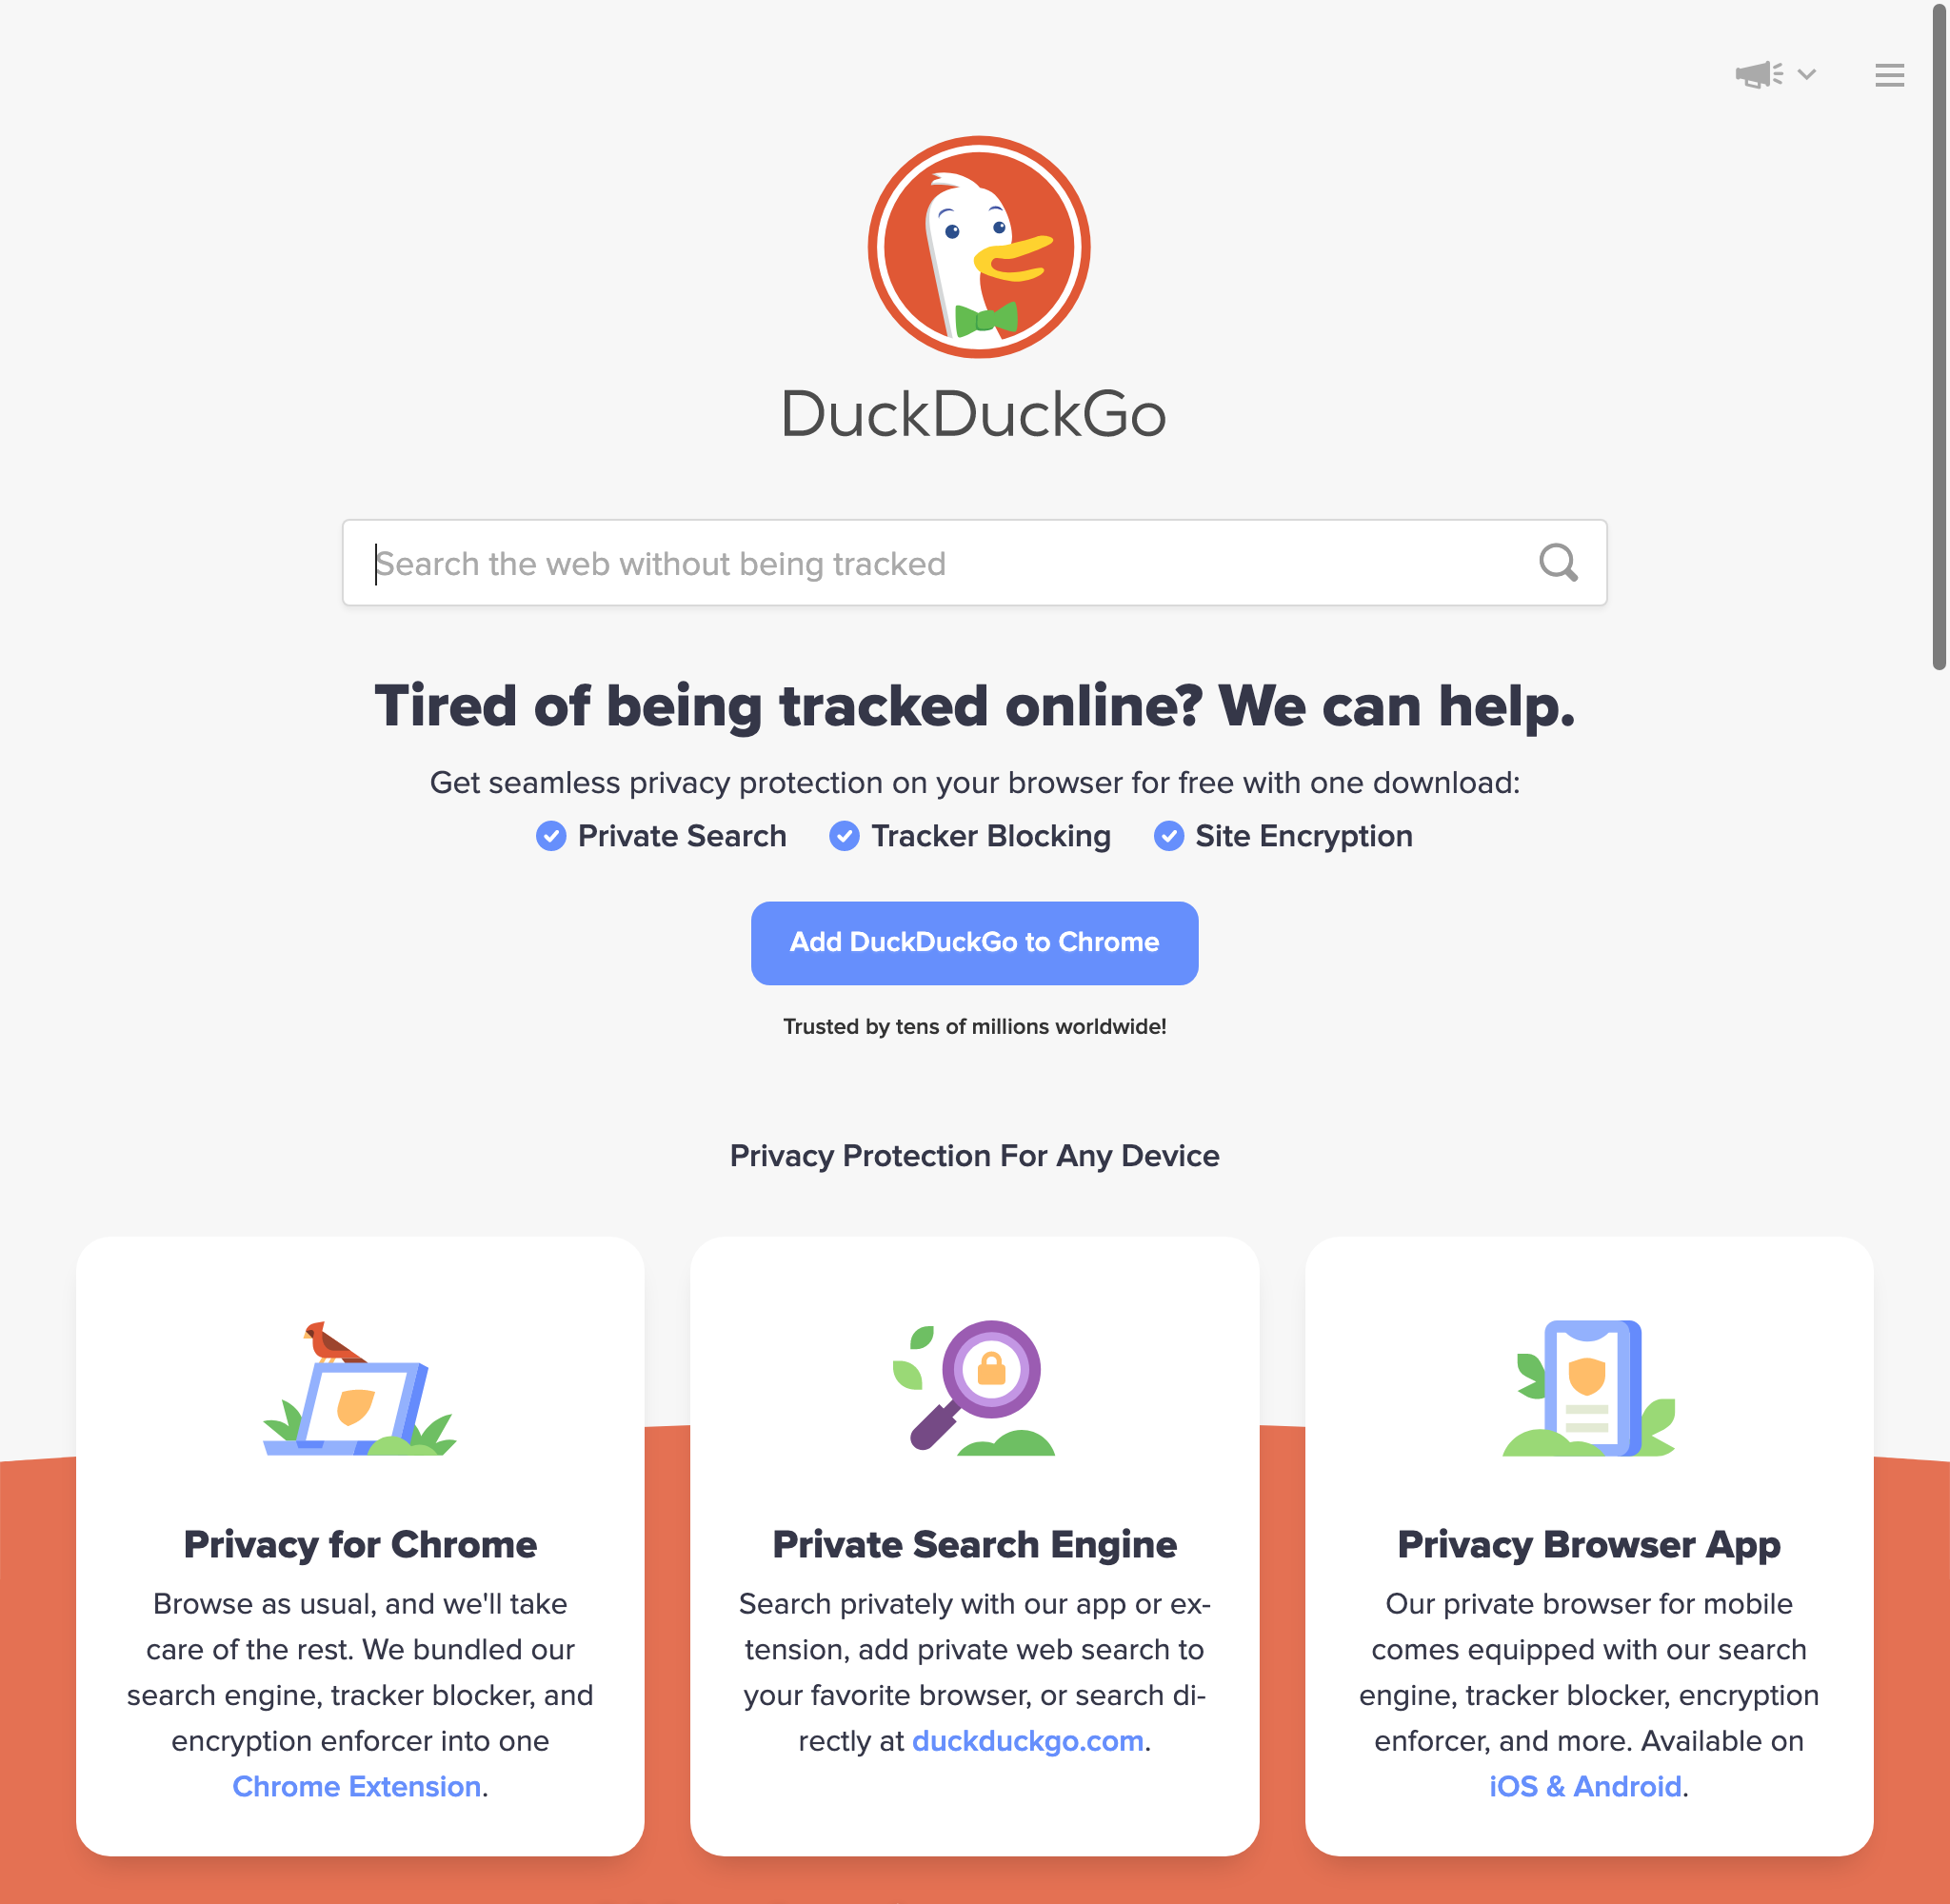 DuckDuckGo
Search the web without being tracked
Tired of being tracked online? We can help.
Get seamless privacy protection on your browser for free with one download:
Private Search Tracker Blocking Site Encryption
Add DuckDuckGo to Chrome
Trusted by tens of millions worldwide!
Privacy Protection For Any Device
Privacy for Chrome
Browse as usual, and we'll take
care of the rest. We bundled our
search engine, tracker blocker, and
encryption enforcer into one
Chrome Extension.
Private Search Engine
Search privately with our app or ex-
tension, add private web search to
your favorite browser, or search di-
rectly at duckduckgo.com.
Privacy Browser App
Our private browser for mobile
comes equipped with our search
engine, tracker blocker, encryption
enforcer, and more. Available on
iOS & Android.